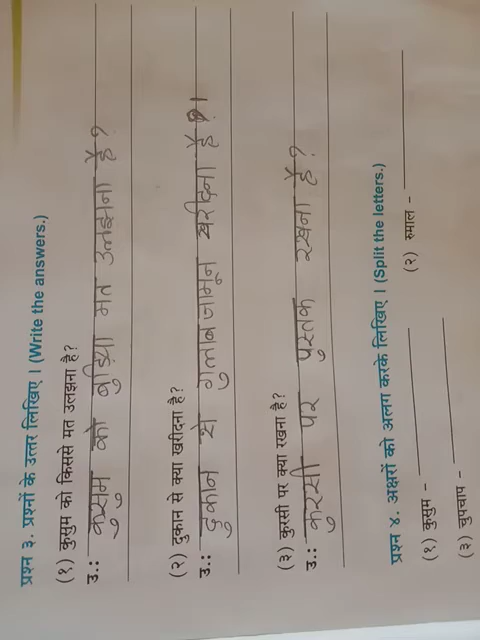 प्रश्न ३. प्रश्नों के उत्तर लिखिए । (Write the answers.)
(१) कुसुम को किससे मत उलझना है?
उ.: कुसुम को बुडिया मत उलझना है?
(२) दुकान से क्या खरीदना है?
उ.: दुकान से गुलाबजामून खरीदना है।
(३) कुरसी पर क्या रखना है?
उ.: कुरसी पर पुस्तक रखना है?
प्रश्न ४. अक्षरों को अलग करके लिखिए । (Split the letters.)
(१) कुसुम - (२) रुमाल -
(३) चुपचाप -